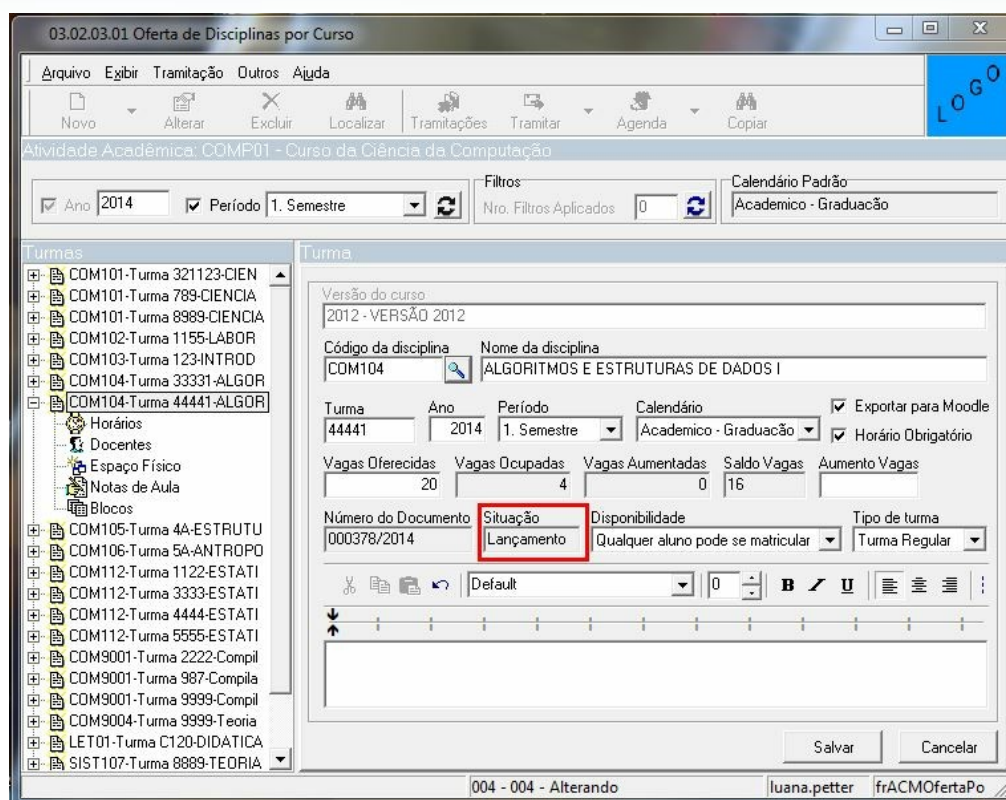 03.02.03.01 Oferta de Disciplinas por Curso
Arquivo Exibir Tramitação Outros Ajuda
Novo Alterar Excluir Localizar Tramitações Tramitar Agenda Copiar
LOGO
Atividade Acadêmica: COMP01 - Curso da Ciência da Computação
Filtros Calendário Padrão
Ano 2014 Período 1. Semestre Nro. Filtros Aplicados 0 Academico - Graduacão
Turmas
COM101-Turma 321123-CIEN
COM101-Turma 789-CIENCIA
COM101-Turma 8989-CIENCIA
COM102-Turma 1155-LABOR
COM103-Turma 123-INTROD
COM104-Turma 33331-ALGOR
COM104-Turma 44441-ALGOR
Horários
Docentes
Espaço Físico
Notas de Aula
Blocos
COM105-Turma 4A-ESTRUTU
COM106-Turma 5A-ANTROPO
COM112-Turma 1122-ESTATI
COM112-Turma 3333-ESTATI
COM112-Turma 4444-ESTATI
COM112-Turma 5555-ESTATI
COM9001-Turma 2222-Compil
COM9001-Turma 987-Compila
COM9001-Turma 9999-Compil
COM9004-Turma 9999-Teoria
LET01-Turma C120-DIDATICA
SIST107-Turma 8889-TEORIA
Turma
Versão do curso
2012 - VERSÃO 2012
Código da disciplina Nome da disciplina
COM104 ALGORITMOS E ESTRUTURAS DE DADOS I
Turma Ano Período Calendário Exportar para Moodle
44441 2014 1. Semestre Academico - Graduacão Horário Obrigatório
Vagas Oferecidas Vagas Ocupadas Vagas Aumentadas Saldo Vagas Aumento Vagas
20 4 0 16
Número do Documento Situação Disponibilidade Tipo de turma
000378/2014 Lançamento Qualquer aluno pode se matricular Turma Regular
Default 0 B I U
Salvar Cancelar
004 - 004 - Alterando luana.petter frACMOfertaPo